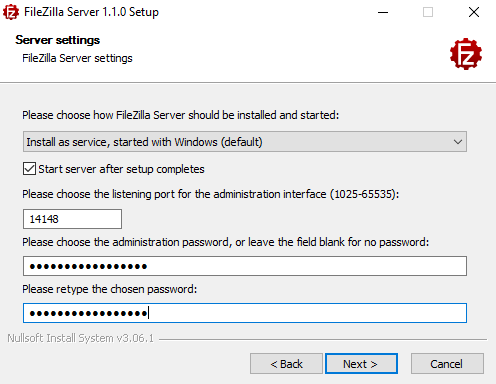 FileZilla Server 1.1.0 Setup
Server settings
FileZilla Server settings
FZ
Please choose how FileZilla Server should be installed and started:
Install as service, started with Windows (default)
Start server after setup completes
Please choose the listening port for the administration interface (1025-65535):
14148
Please choose the administration password, or leave the field blank for no password:
●●●●●●●●●●●●●●●●●
Please retype the chosen password:
●●●●●●●●●●●●●●●●●
Nullsoft Install System v3.06.1
< Back Next > Cancel